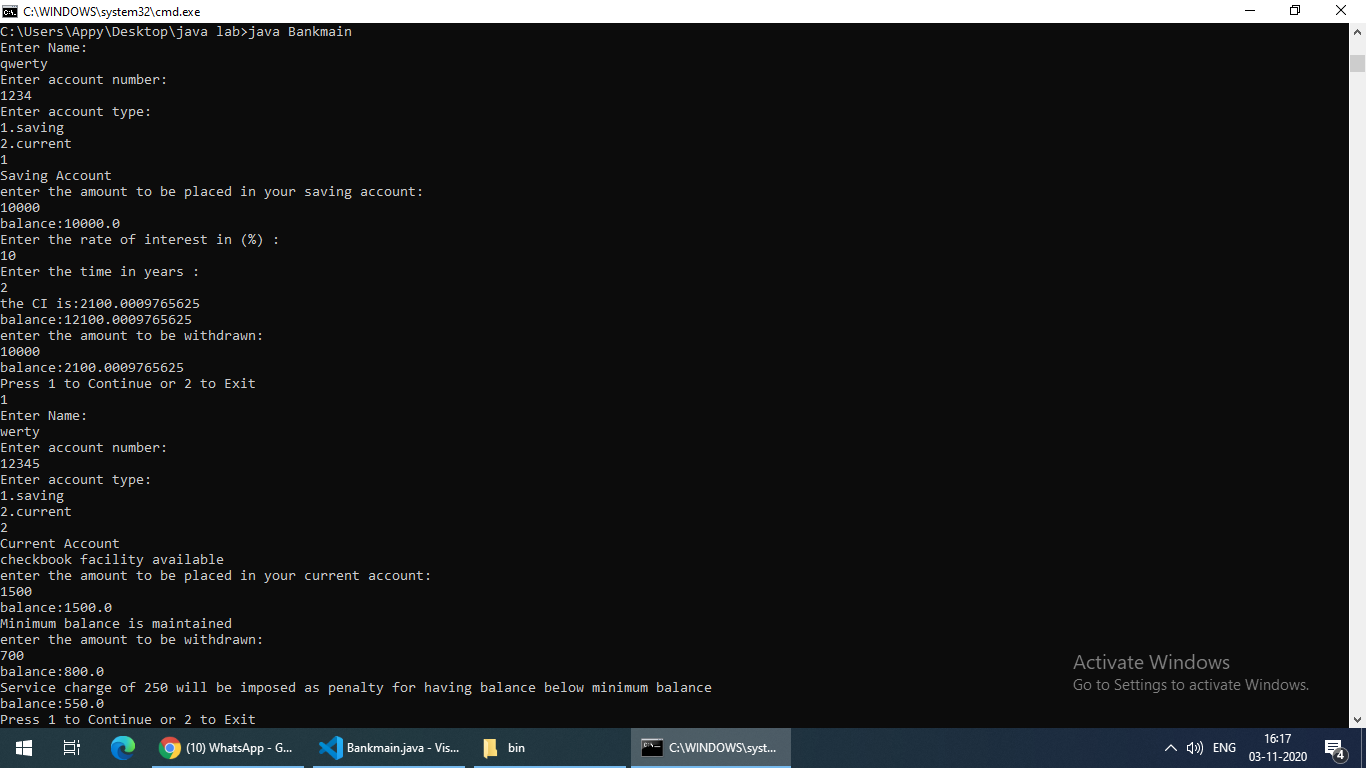 C:\WINDOWS\system32\cmd.exe
C:\Users\Appy\Desktop\java lab>java Bankmain
Enter Name:
qwerty
Enter account number:
1234
Enter account type:
1.saving
2.current
1
Saving Account
enter the amount to be placed in your saving account:
10000
balance:10000.0
Enter the rate of interest in (%) :
10
Enter the time in years :
2
the CI is:2100.0009765625
balance:12100.0009765625
enter the amount to be withdrawn:
10000
balance:2100.0009765625
Press 1 to Continue or 2 to Exit
1
Enter Name:
werty
Enter account number:
12345
Enter account type:
1.saving
2.current
2
Current Account
checkbook facility available
enter the amount to be placed in your current account:
1500
balance:1500.0
Minimum balance is maintained
enter the amount to be withdrawn:
700
balance:800.0
Service charge of 250 will be imposed as penalty for having balance below minimum balance
balance:550.0
Press 1 to Continue or 2 to Exit
Activate Windows
Go to Settings to activate Windows.
(10) WhatsApp - G...
Bankmain.java - Vis...
bin
C:\WINDOWS\syst...
ENG
16:17
03-11-2020
4